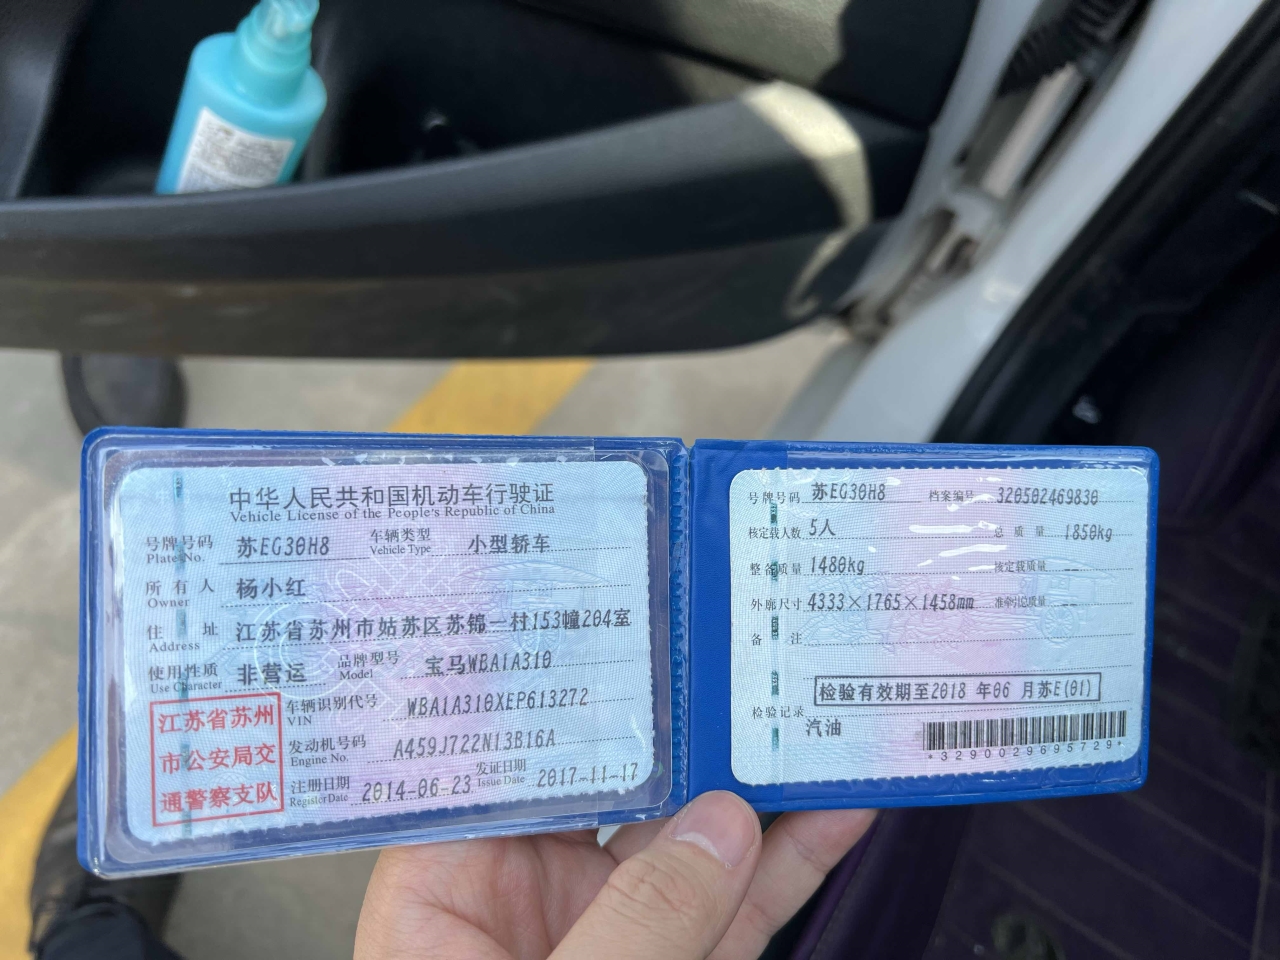 中华人民共和国机动车行驶证
Vehicle License of the People's Republic of China
号牌号码 苏EG30H8 车辆类型 小型轿车
Plate No. Vehicle Type
所有人 杨小红
Owner
住址 江苏省苏州市姑苏区苏锦一村153幢204室
Address
使用性质 非营运 品牌型号 宝马WBA1A310
Use Character Model
江苏省苏州
市公安局交
通警察支队
车辆识别代号 WBA1A310XEP613272
VIN
发动机号码 A459J722N13B16A
Engine No.
注册日期 2014-06-23 发证日期 2017-11-17
Register Date Issue Date
号牌号码 苏EG30H8 档案编号 320502469830
核定载人数 5人 总质量 1850kg
整备质量 1480kg 核定载质量 --
外廓尺寸 4333×1765×1458mm 准牵引总质量 --
备注
检验有效期至2018 年06 月苏E(01)
检验记录
汽油
*3290029695729*